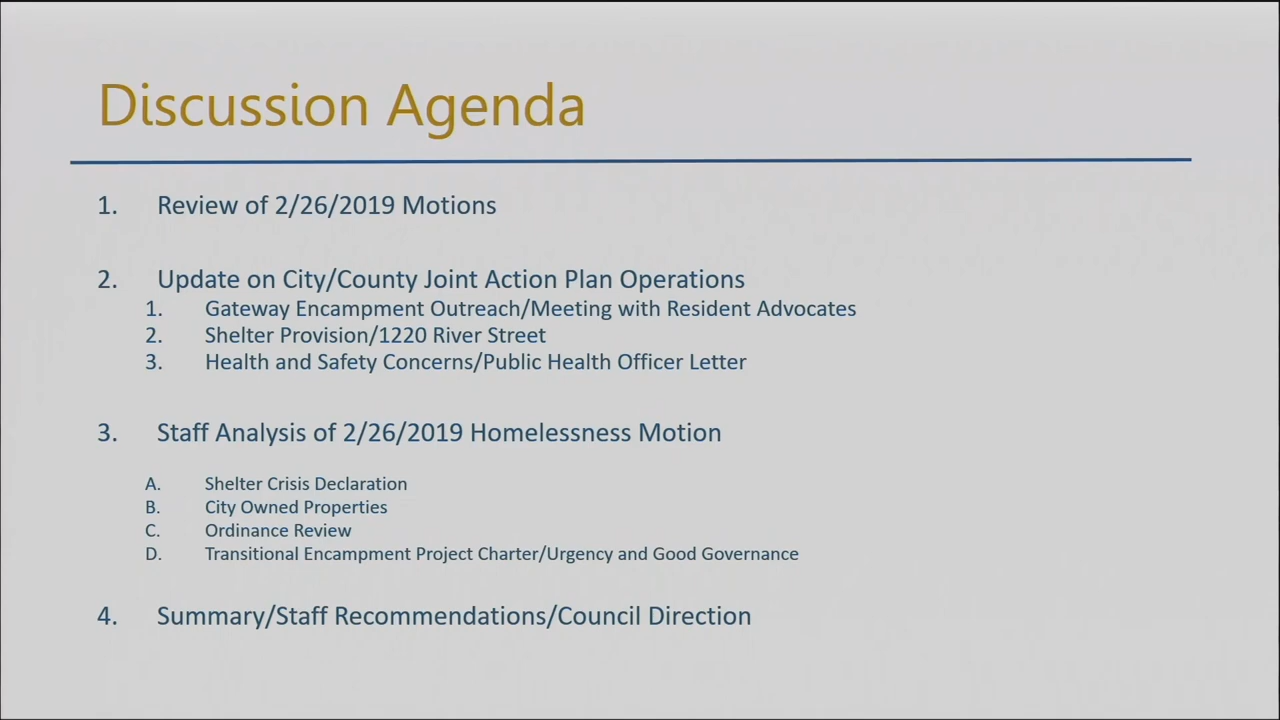 Discussion Agenda
1. Review of 2/26/2019 Motions
2. Update on City/County Joint Action Plan Operations
1. Gateway Encampment Outreach/Meeting with Resident Advocates
2. Shelter Provision/1220 River Street
3. Health and Safety Concerns/Public Health Officer Letter
3. Staff Analysis of 2/26/2019 Homelessness Motion
A. Shelter Crisis Declaration
B. City Owned Properties
C. Ordinance Review
D. Transitional Encampment Project Charter/Urgency and Good Governance
4. Summary/Staff Recommendations/Council Direction